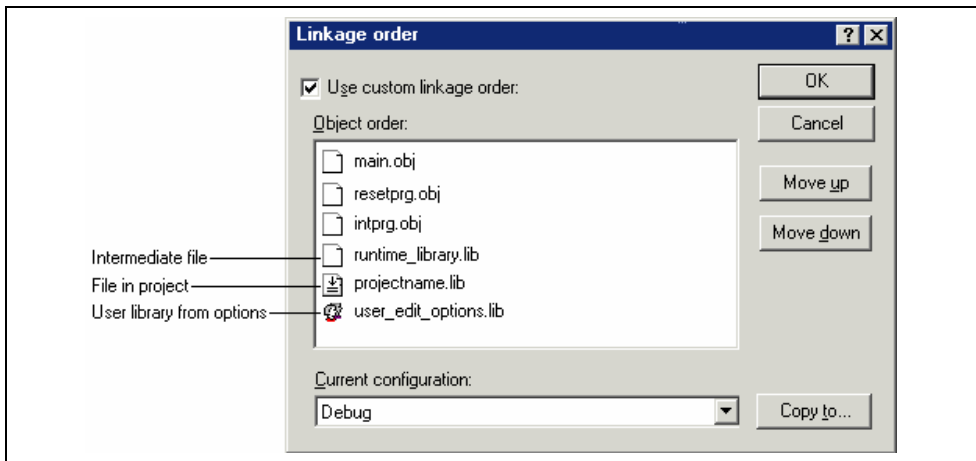 Linkage order
Use custom linkage order:
OK
Object order:
Cancel
main.obj
resetprg.obj
Move up
intprg.obj
Move down
Intermediate file
runtime_library.lib
File in project
projectname.lib
User library from options
user_edit_options.lib
Current configuration:
Debug
Copy to...